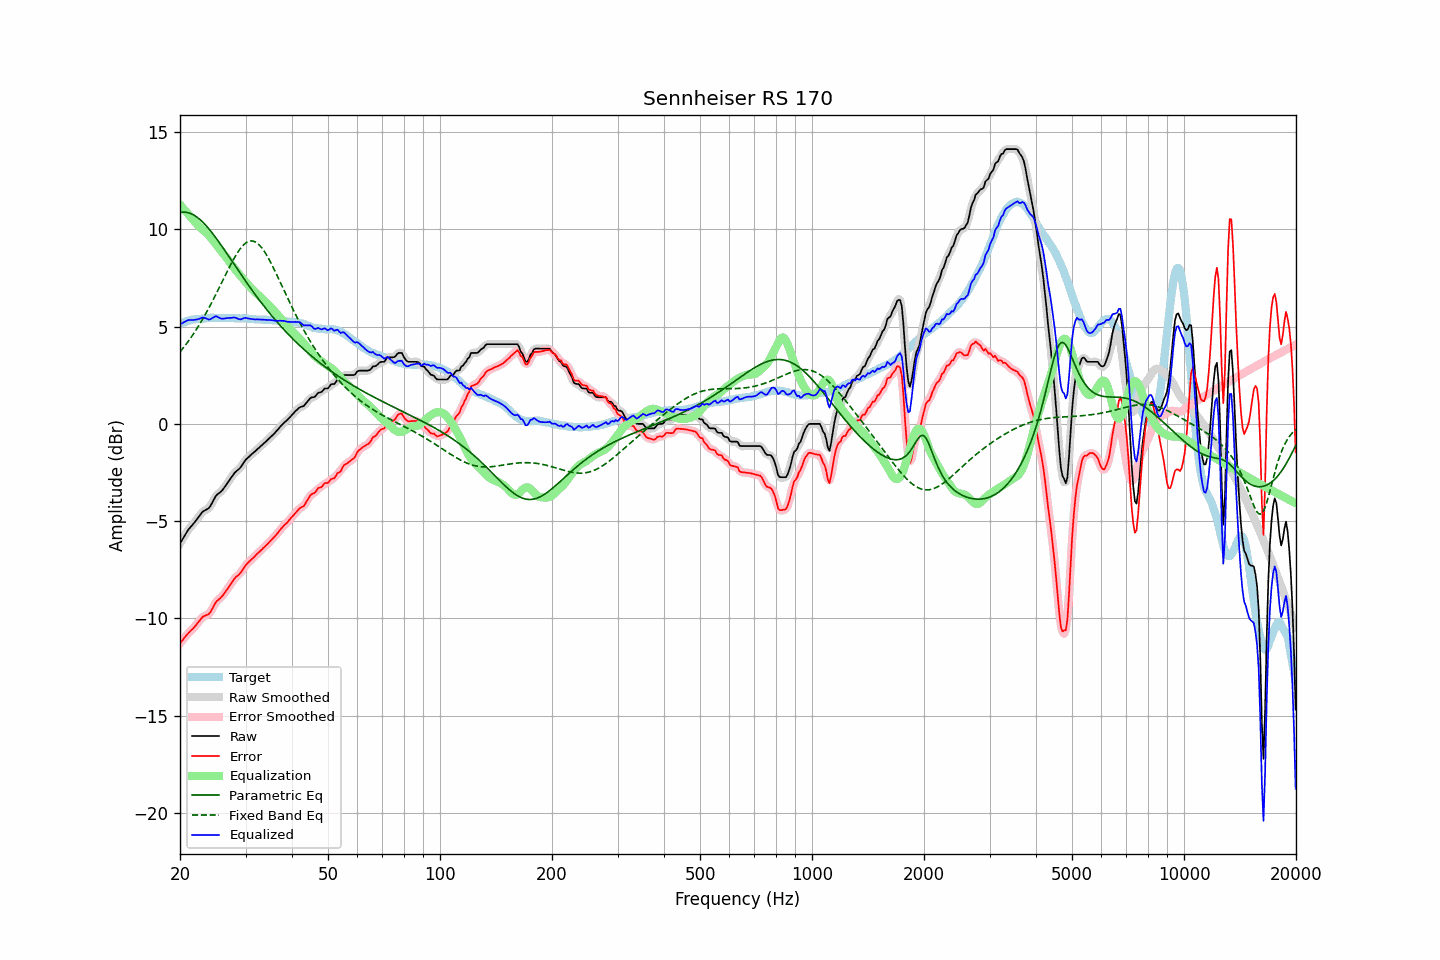 Sennheiser RS 170
Amplitude (dBr)
15
10
5
0
−5
−10
−15
−20
Target
Raw Smoothed
Error Smoothed
Raw
Error
Equalization
Parametric Eq
Fixed Band Eq
Equalized
20 50 100 200 500 1000 2000 5000 10000 20000
Frequency (Hz)